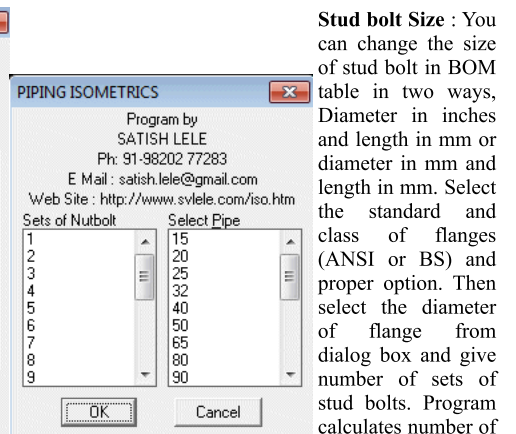 PIPING ISOMETRICS
Program by
SATISH LELE
Ph: 91-98202 77283
E Mail : satish.lele@gmail.com
Web Site : http://www.svlele.com/iso.htm
Sets of Nutbolt
1
2
3
4
5
6
7
8
9
Select Pipe
15
20
25
32
40
50
65
80
90
OK
Cancel
Stud bolt Size : You
can change the size
of stud bolt in BOM
table in two ways,
Diameter in inches
and length in mm or
diameter in mm and
length in mm. Select
the standard and
class of flanges
(ANSI or BS) and
proper option. Then
select the diameter
of flange from
dialog box and give
number of sets of
stud bolts. Program
calculates number of